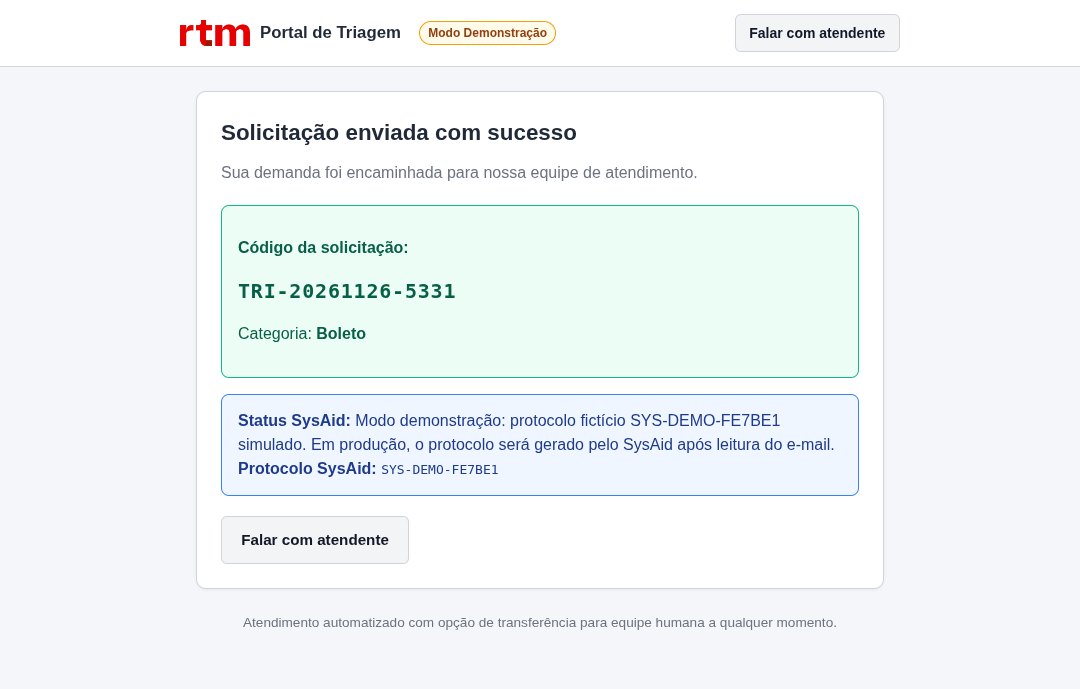 rtm Portal de Triagem Modo Demonstração Falar com atendente
Solicitação enviada com sucesso
Sua demanda foi encaminhada para nossa equipe de atendimento.
Código da solicitação:
TRI-20261126-5331
Categoria: Boleto
Status SysAid: Modo demonstração: protocolo fictício SYS-DEMO-FE7BE1
simulado. Em produção, o protocolo será gerado pelo SysAid após leitura do e-mail.
Protocolo SysAid: SYS-DEMO-FE7BE1
Falar com atendente
Atendimento automatizado com opção de transferência para equipe humana a qualquer momento.